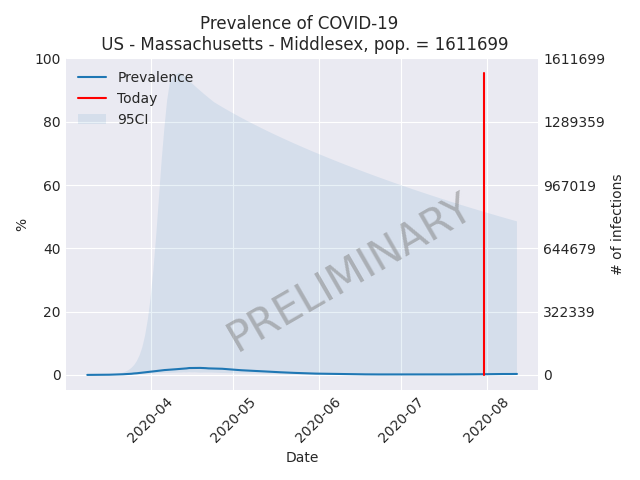 Prevalence of COVID-19
US - Massachusetts - Middlesex, pop. = 1611699
100
80
60
40
20
0
%
1611699
1289359
967019
644679
322339
0
# of infections
Prevalence
Today
95CI
PRELIMINARY
2020-04
2020-05
2020-06
2020-07
2020-08
Date